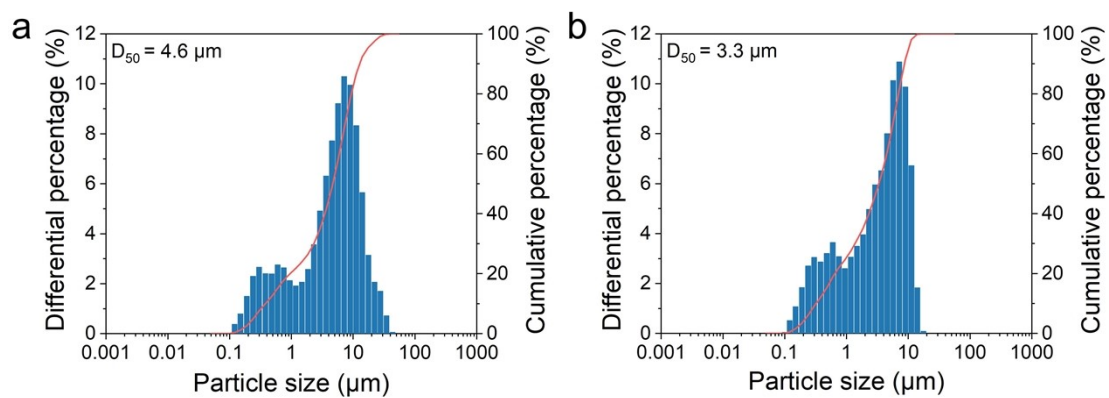 a
D₅₀ = 4.6 µm
Differential percentage (%)
12
10
8
6
4
2
0
Cumulative percentage (%)
100
80
60
40
20
0
0.001 0.01 0.1 1 10 100 1000
Particle size (µm)
b
D₅₀ = 3.3 µm
Differential percentage (%)
12
10
8
6
4
2
0
Cumulative percentage (%)
100
80
60
40
20
0
0.001 0.01 0.1 1 10 100 1000
Particle size (µm)